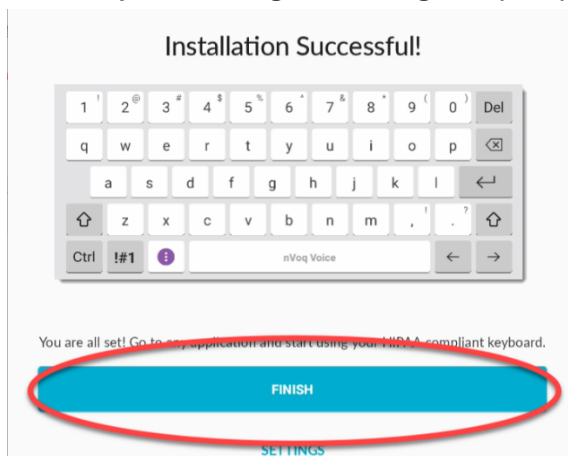 Installation Successful!
1 ! 2 @ 3 # 4 $ 5 % 6 ^ 7 & 8 * 9 ( 0 ) Del
q w e r t y u i o p
a s d f g h j k l
z x c v b n m , ! . ?
Ctrl !#1 nVoq Voice
You are all set! Go to any application and start using your HIPAA-compliant keyboard.
FINISH
SETTINGS